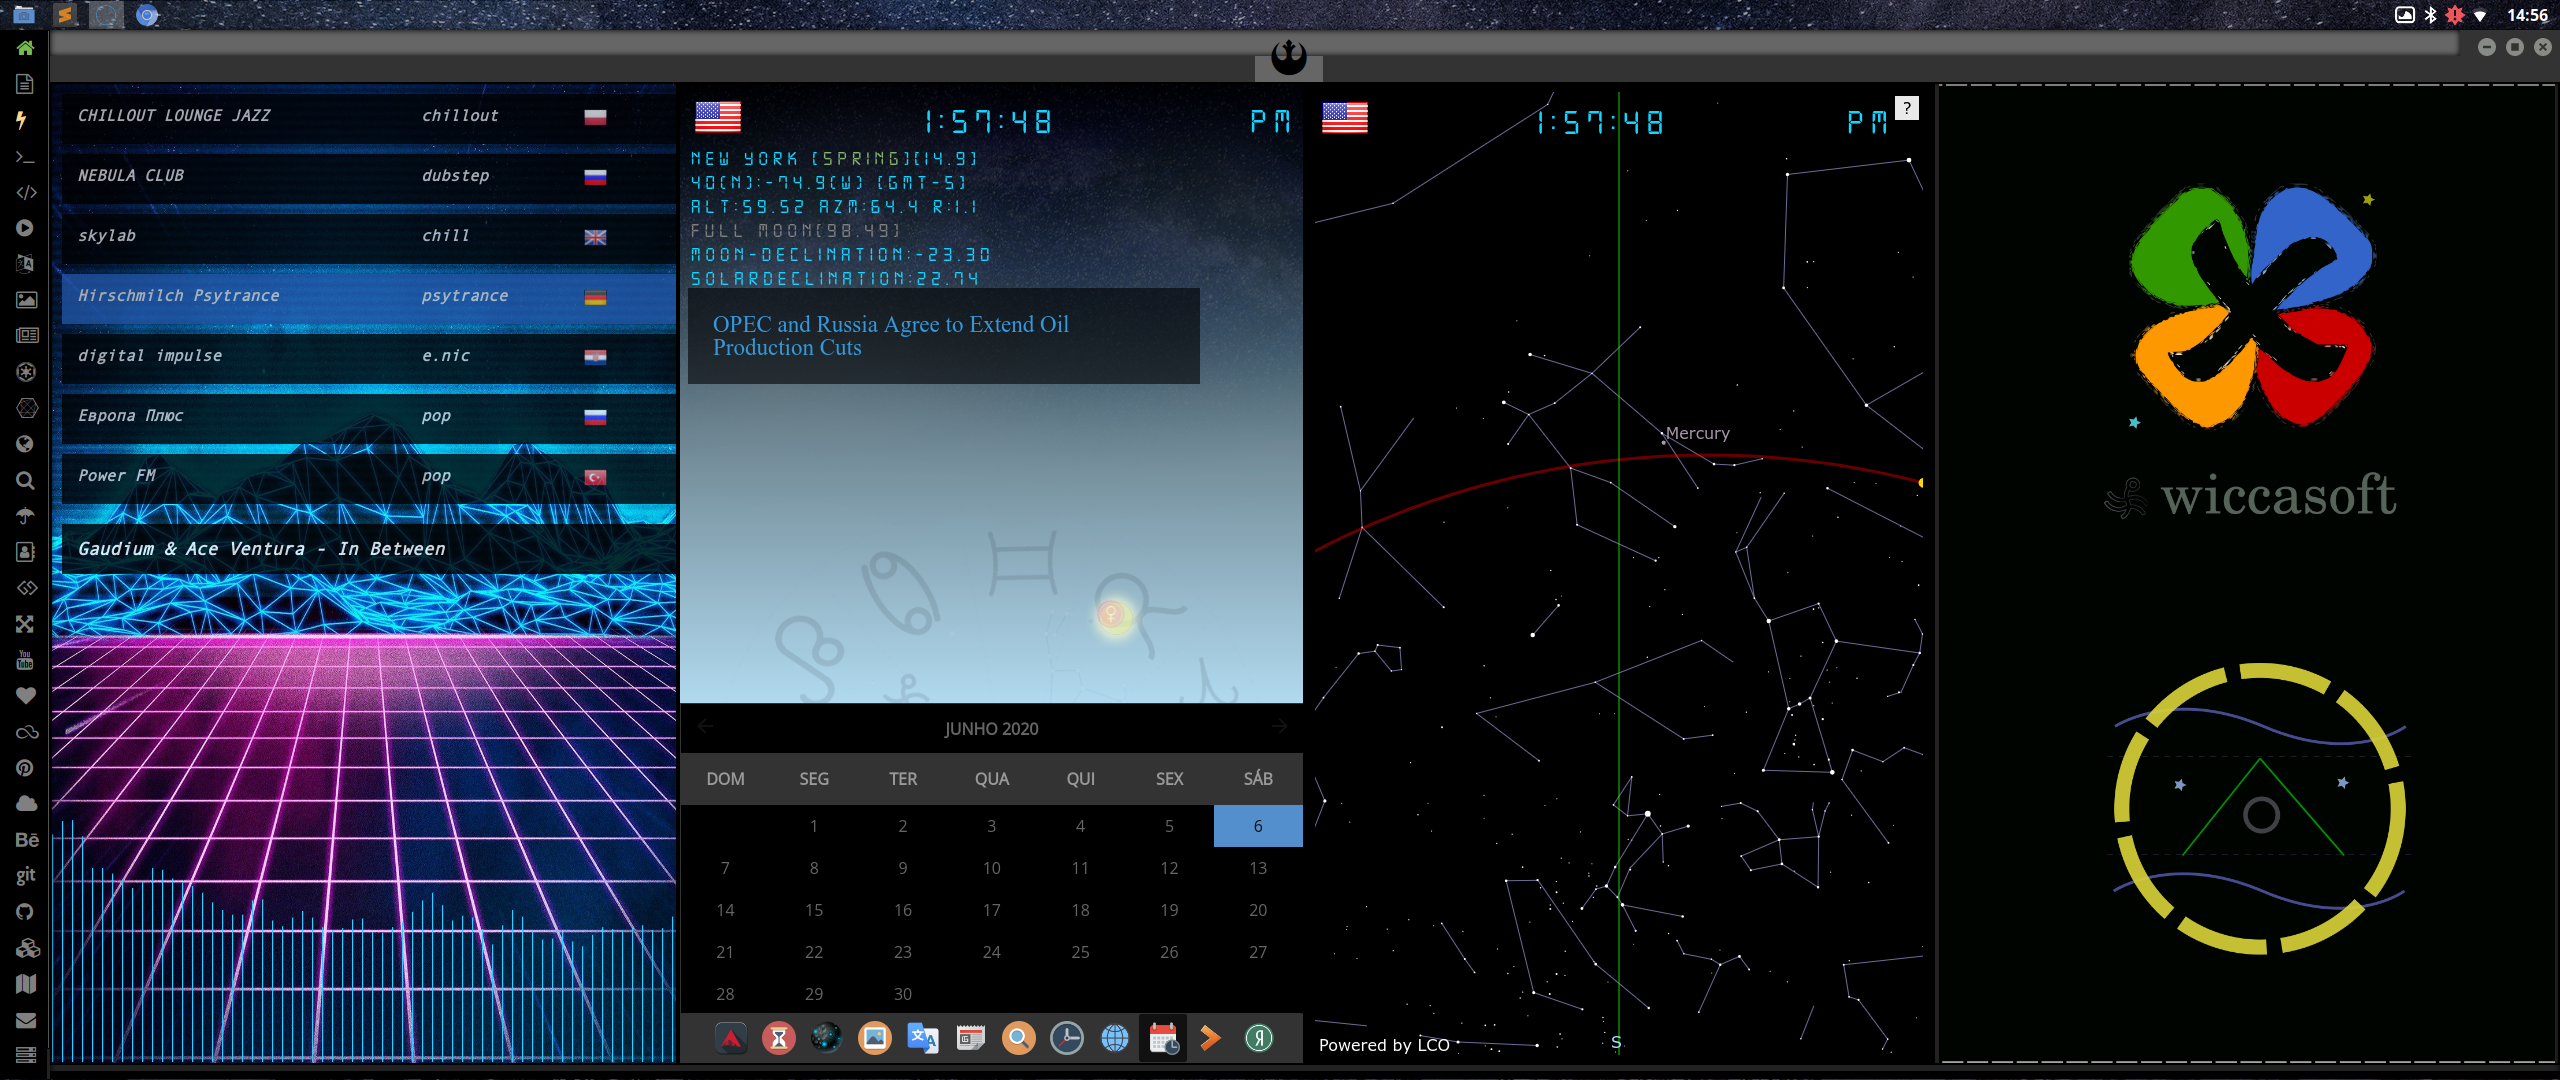 14:56
CHILLOUT LOUNGE JAZZ chillout
NEBULA CLUB dubstep
skylab chill
Hirschmilch Psytrance psytrance
digital impulse e.nic
Европа Плюс pop
Power FM pop
Gaudium & Ace Ventura - In Between
1:57:48 PM
NEW YORK [SPRING][14.9]
40(N):-74.9(W) [GMT-5]
ALT:59.52 AZM:64.4 R:1.1
FULL MOON[98.49]
MOON-DECLINATION:-23.30
SOLARDECLINATION:22.74
OPEC and Russia Agree to Extend Oil
Production Cuts
JUNHO 2020
DOM SEG TER QUA QUI SEX SÁB
1 2 3 4 5 6
7 8 9 10 11 12 13
14 15 16 17 18 19 20
21 22 23 24 25 26 27
28 29 30
1:57:48 PM ?
Mercury
S
Powered by LCO
wiccasoft
You
Tube
Bē
git